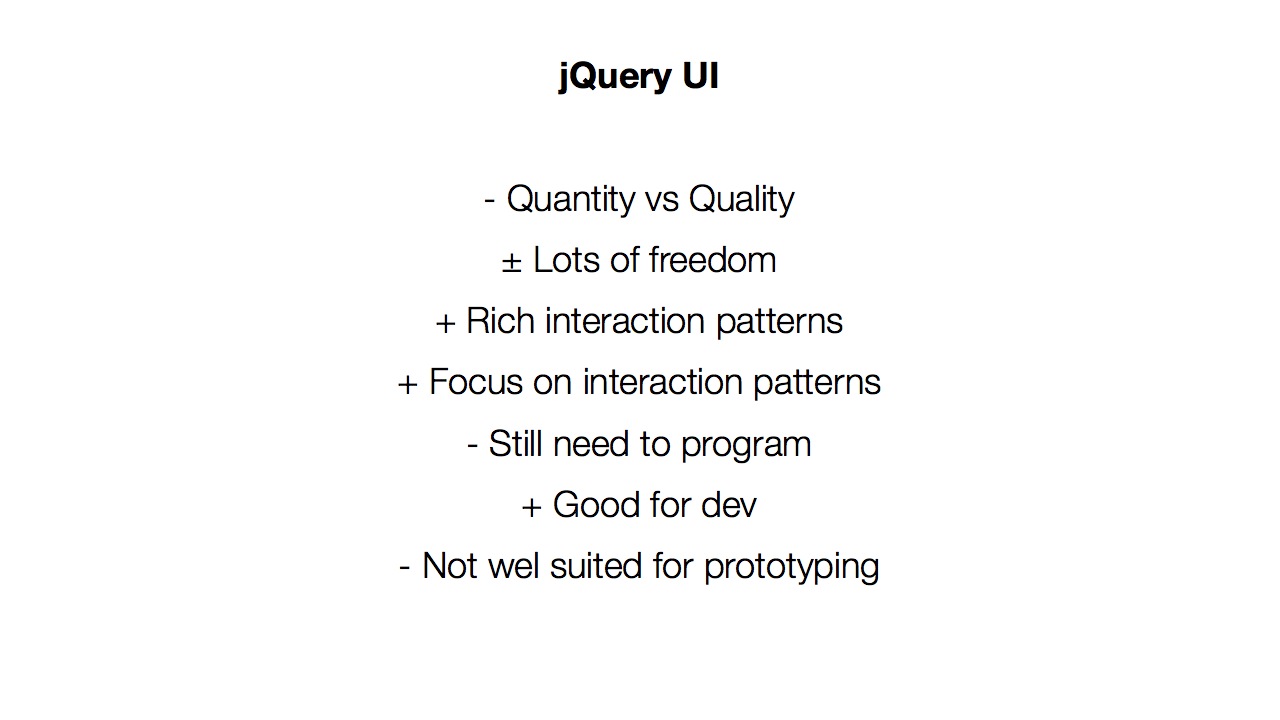 jQuery UI
- Quantity vs Quality
± Lots of freedom
+ Rich interaction patterns
+ Focus on interaction patterns
- Still need to program
+ Good for dev
- Not wel suited for prototyping